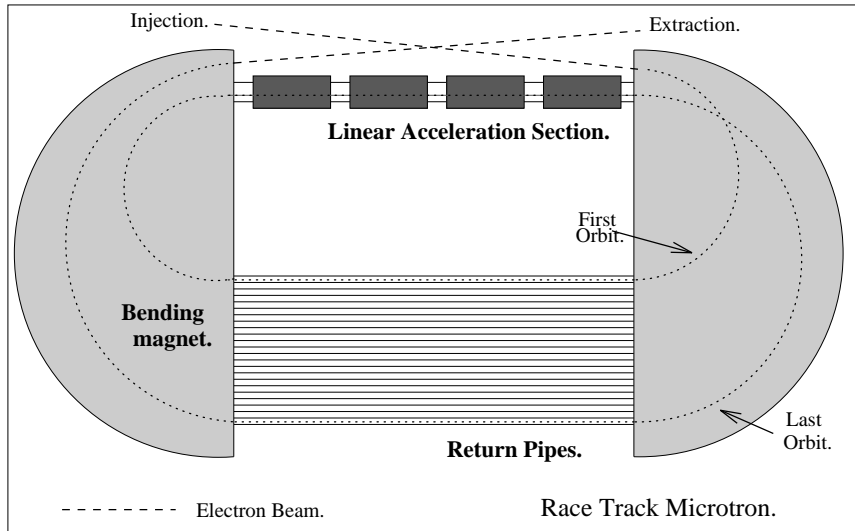 Injection.
Extraction.
Linear Acceleration Section.
First
Orbit.
Bending
magnet.
Last
Orbit.
Return Pipes.
Electron Beam.
Race Track Microtron.